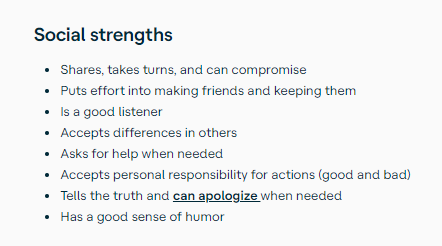 Social strengths
Shares, takes turns, and can compromise
Puts effort into making friends and keeping them
Is a good listener
Accepts differences in others
Asks for help when needed
Accepts personal responsibility for actions (good and bad)
Tells the truth and can apologize when needed
Has a good sense of humor